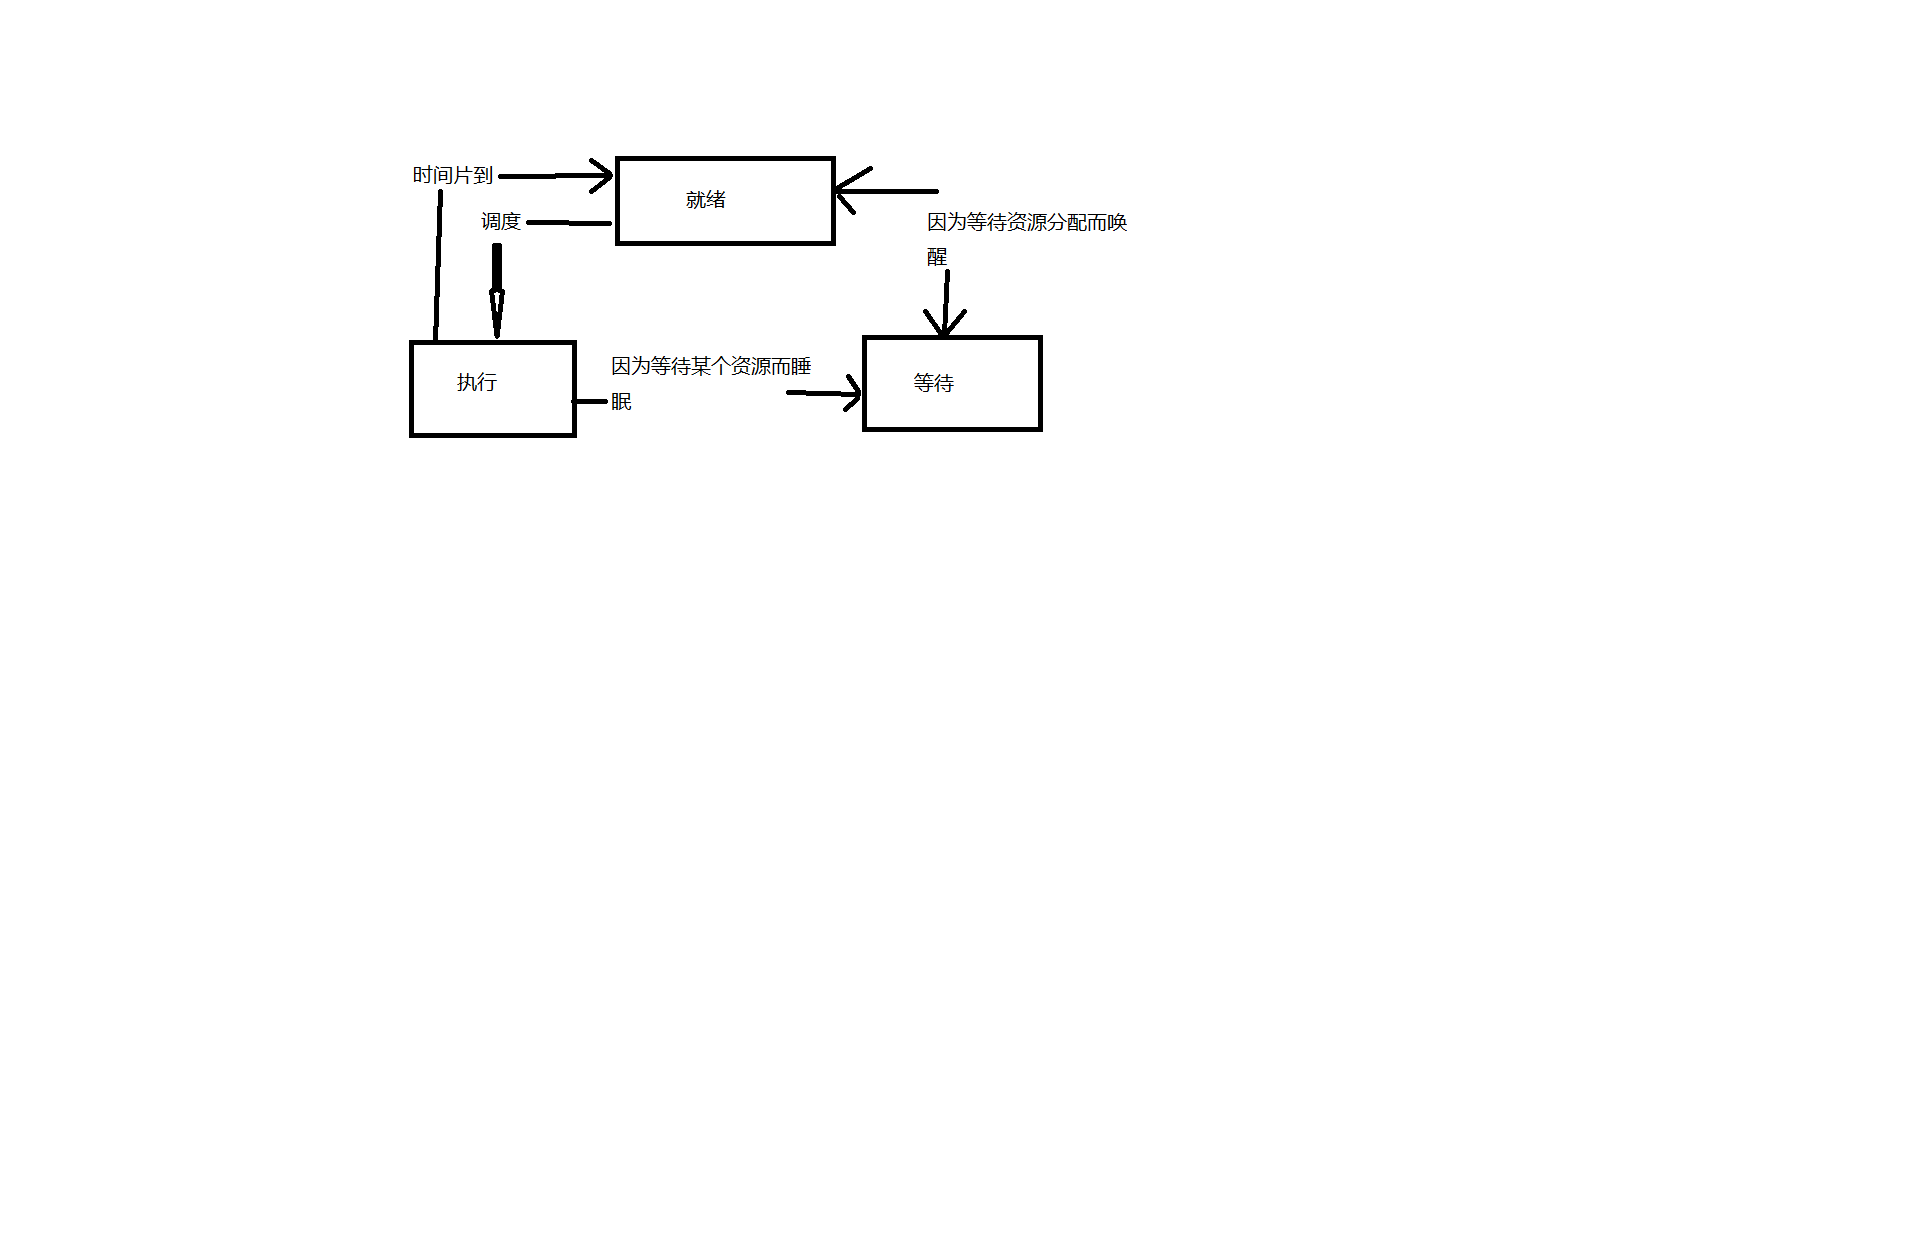 时间片到
就绪
调度
因为等待资源分配而唤
醒
执行
因为等待某个资源而睡
眠
等待